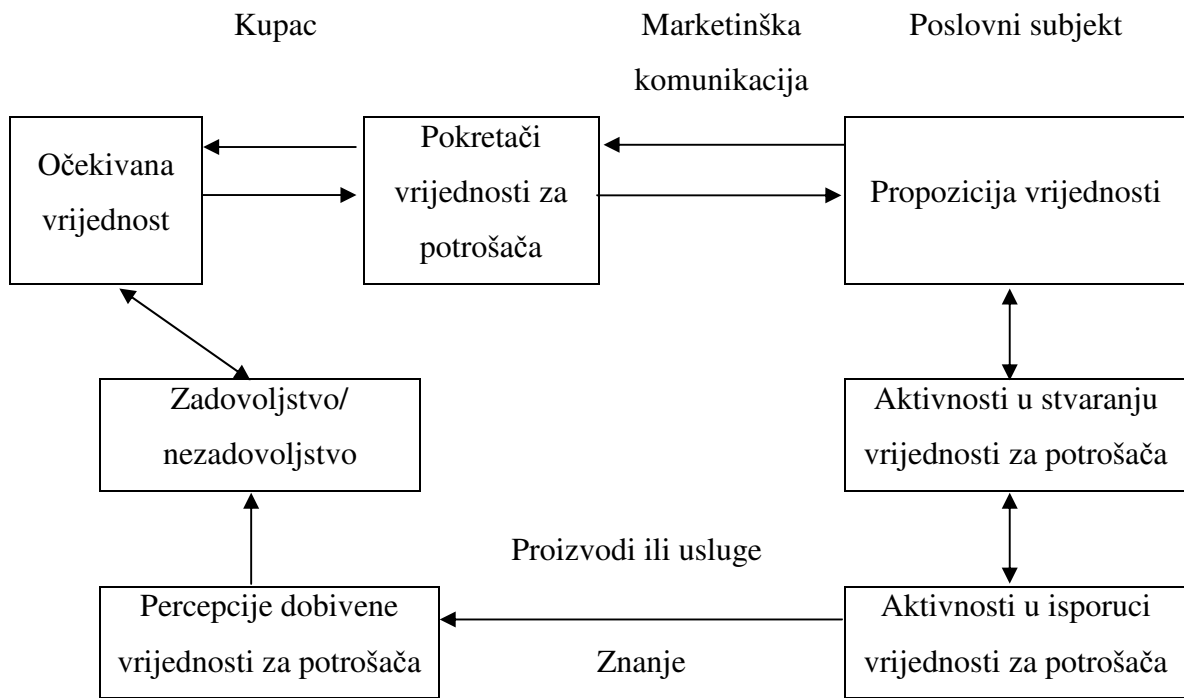 Kupac
Marketinška
komunikacija
Poslovni subjekt
Očekivana
vrijednost
Pokretači
vrijednosti za
potrošača
Propozicija vrijednosti
Zadovoljstvo/
nezadovoljstvo
Aktivnosti u stvaranju
vrijednosti za potrošača
Proizvodi ili usluge
Percepcije dobivene
vrijednosti za potrošača
Znanje
Aktivnosti u isporuci
vrijednosti za potrošača